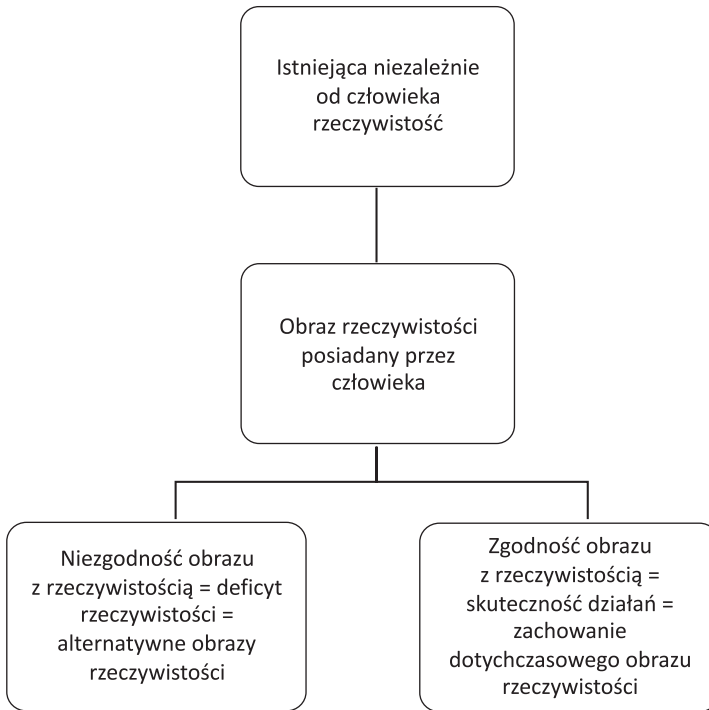 Istniejąca niezależnie
od człowieka
rzeczywistość
Obraz rzeczywistości
posiadany przez
człowieka
Niezgodność obrazu
z rzeczywistością = deficyt
rzeczywistości =
alternatywne obrazy
rzeczywistości
Zgodność obrazu
z rzeczywistością =
skuteczność działań =
zachowanie
dotychczasowego obrazu
rzeczywistości